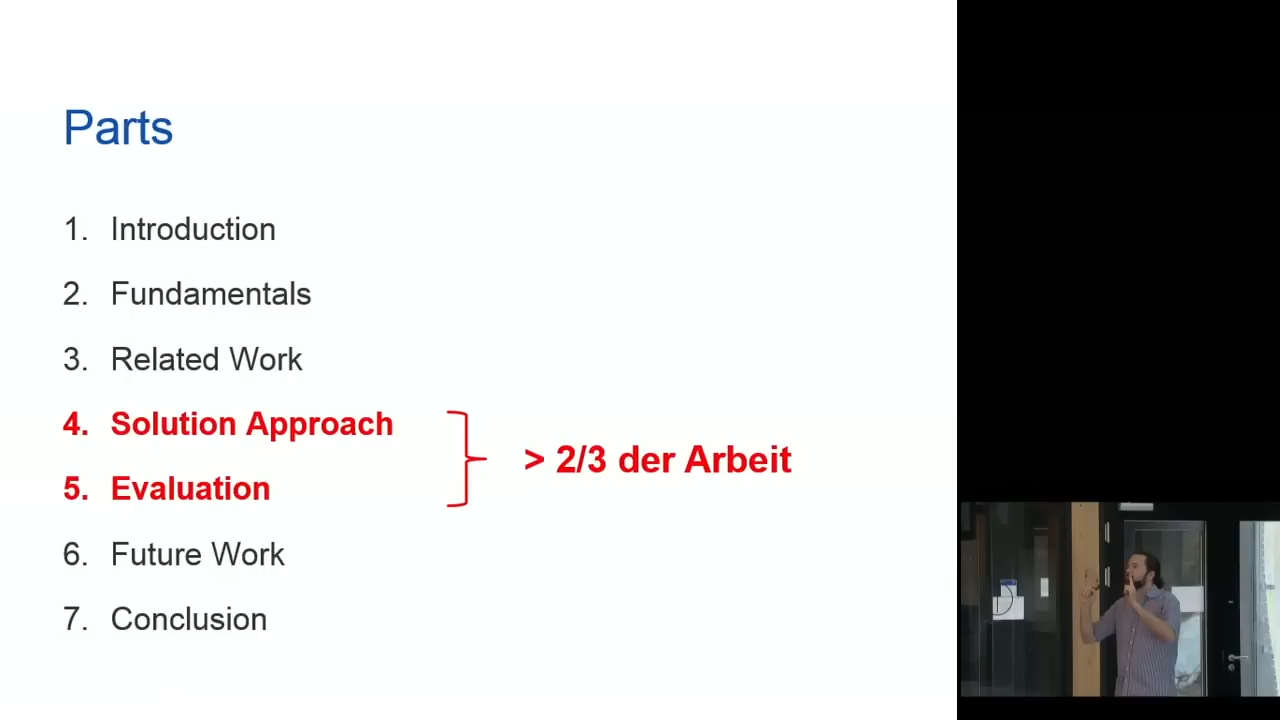 Parts
1. Introduction
2. Fundamentals
3. Related Work
4. Solution Approach
5. Evaluation
> 2/3 der Arbeit
6. Future Work
7. Conclusion